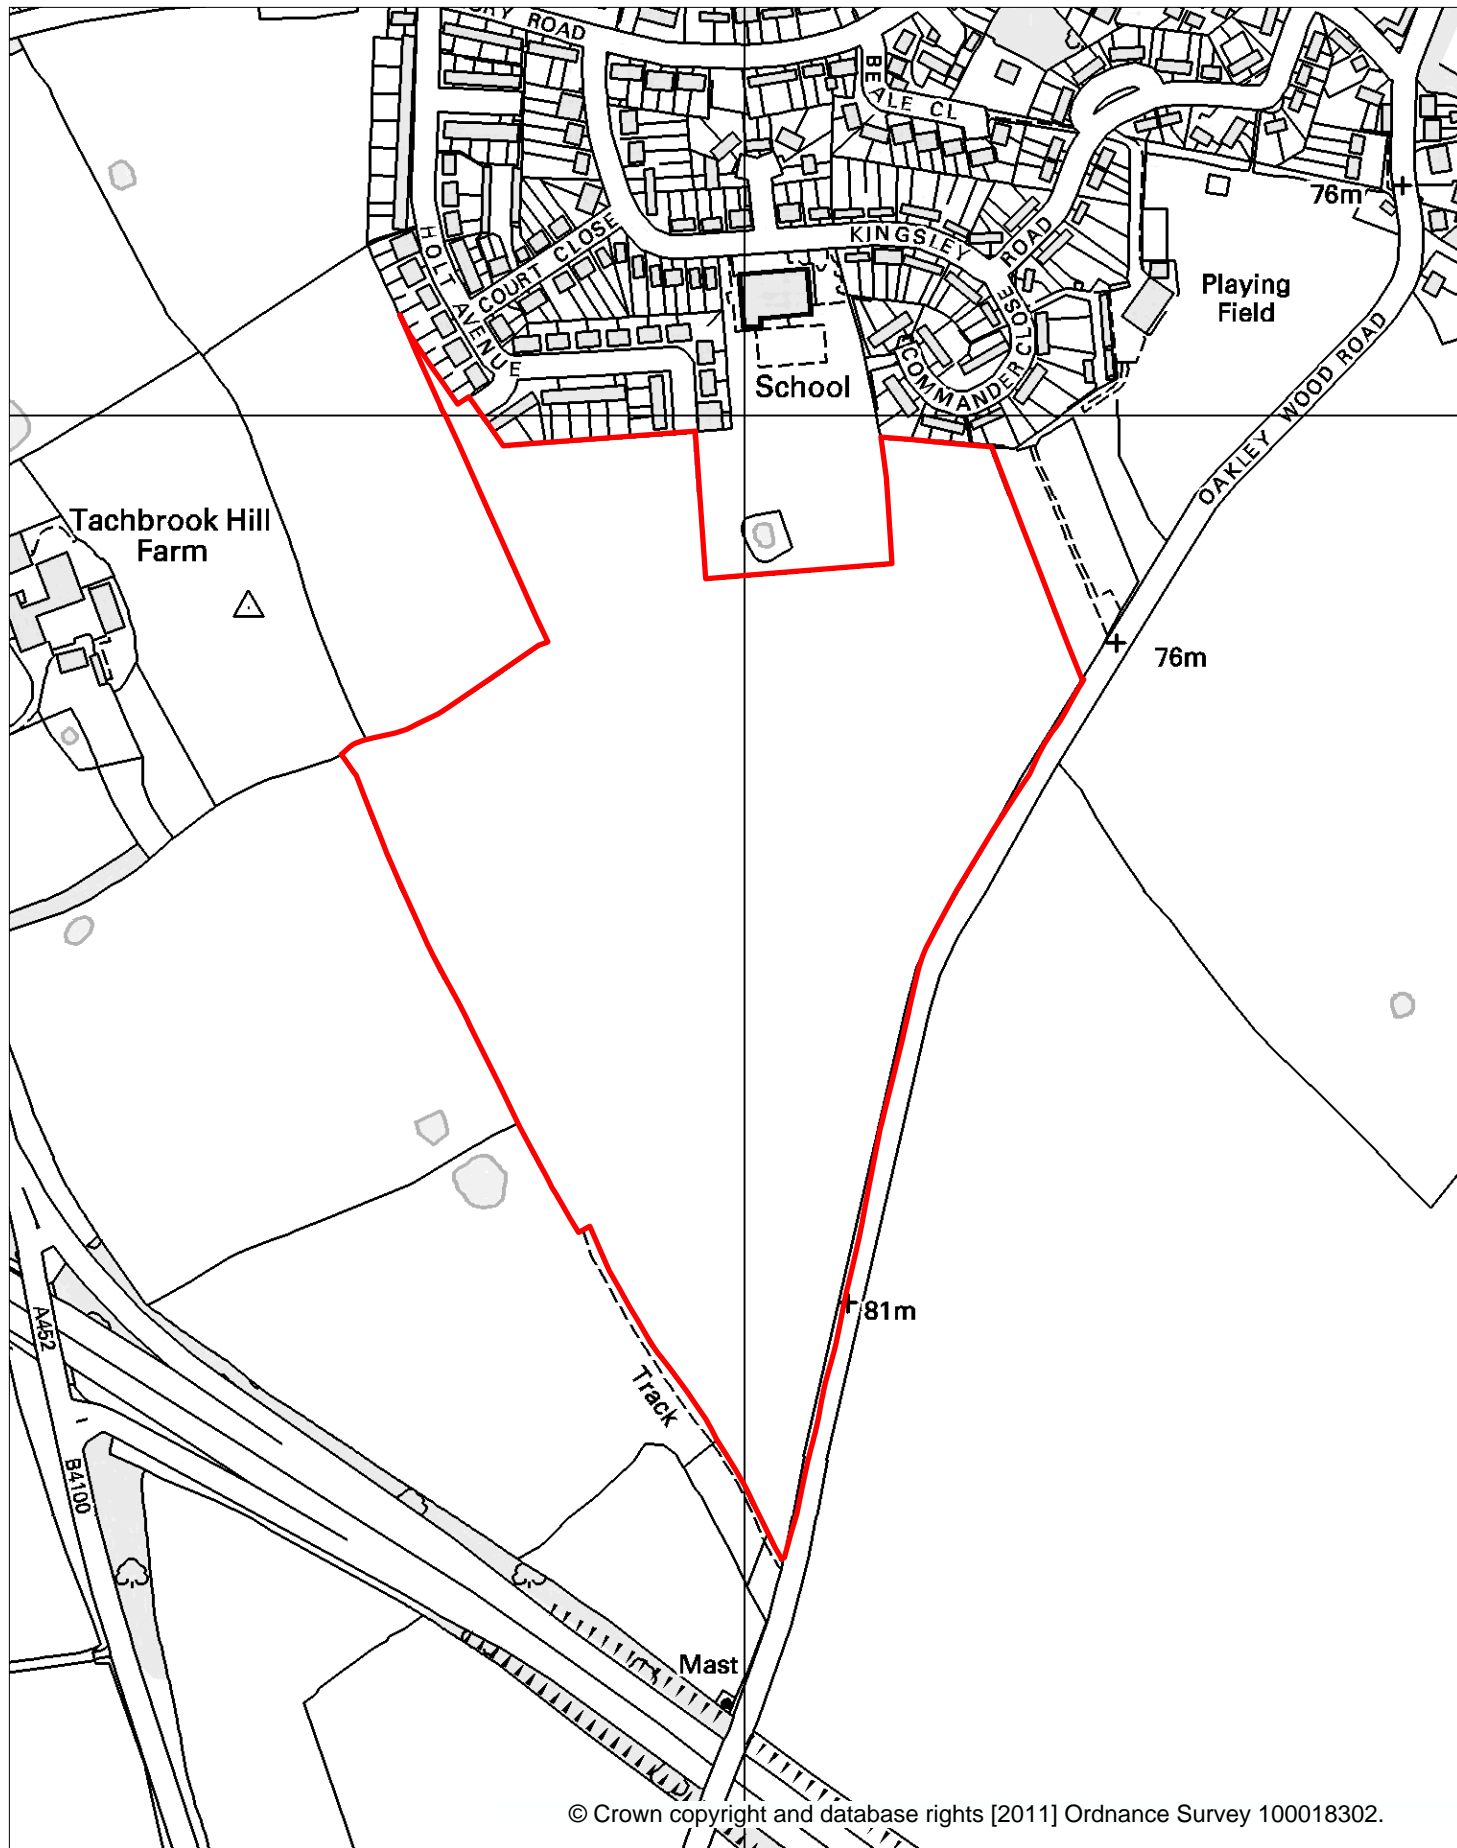 URY ROAD
BEALE CL
76m
HOLT AVENUE
COURT CLOSE
KINGSLEY
ROAD
Playing
Field
COMMANDER CLOSE
School
OAKLEY WOOD ROAD
Tachbrook Hill
Farm
76m
81m
A452
Track
B4100
Mast
© Crown copyright and database rights [2011] Ordnance Survey 100018302.